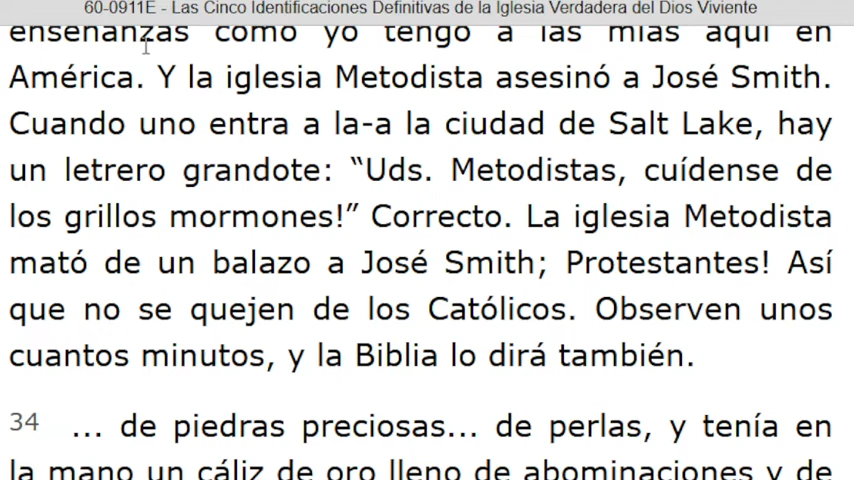 60-0911E - Las Cinco Identificaciones Definitivas de la Iglesia Verdadera del Dios Viviente
enseñanzas como yo tengo a las mías aquí en
América. Y la iglesia Metodista asesinó a José Smith.
Cuando uno entra a la-a la ciudad de Salt Lake, hay
un letrero grandote: “Uds. Metodistas, cuídense de
los grillos mormones!” Correcto. La iglesia Metodista
mató de un balazo a José Smith; Protestantes! Así
que no se quejen de los Católicos. Observen unos
cuantos minutos, y la Biblia lo dirá también.
34 ... de piedras preciosas... de perlas, y tenía en
la mano un cáliz de oro lleno de abominaciones y de